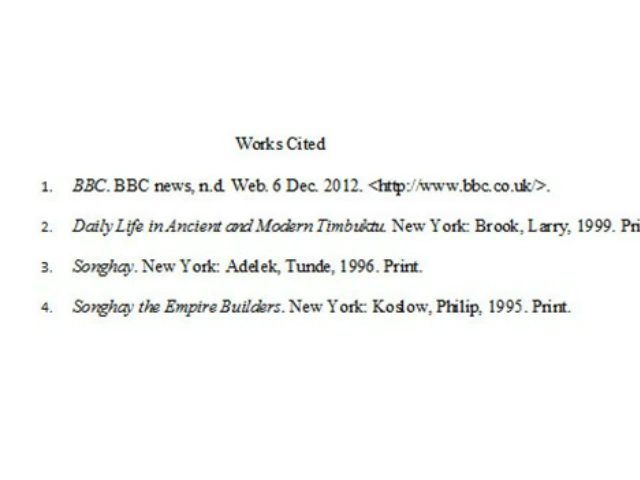 Works Cited
1. BBC. BBC news, n.d. Web. 6 Dec. 2012. <http://www.bbc.co.uk/>.
2. Daily Life in Ancient and Modern Timbuktu. New York: Brook, Larry, 1999. Pri
3. Songhay. New York: Adelek, Tunde, 1996. Print.
4. Songhay the Empire Builders. New York: Koslow, Philip, 1995. Print.